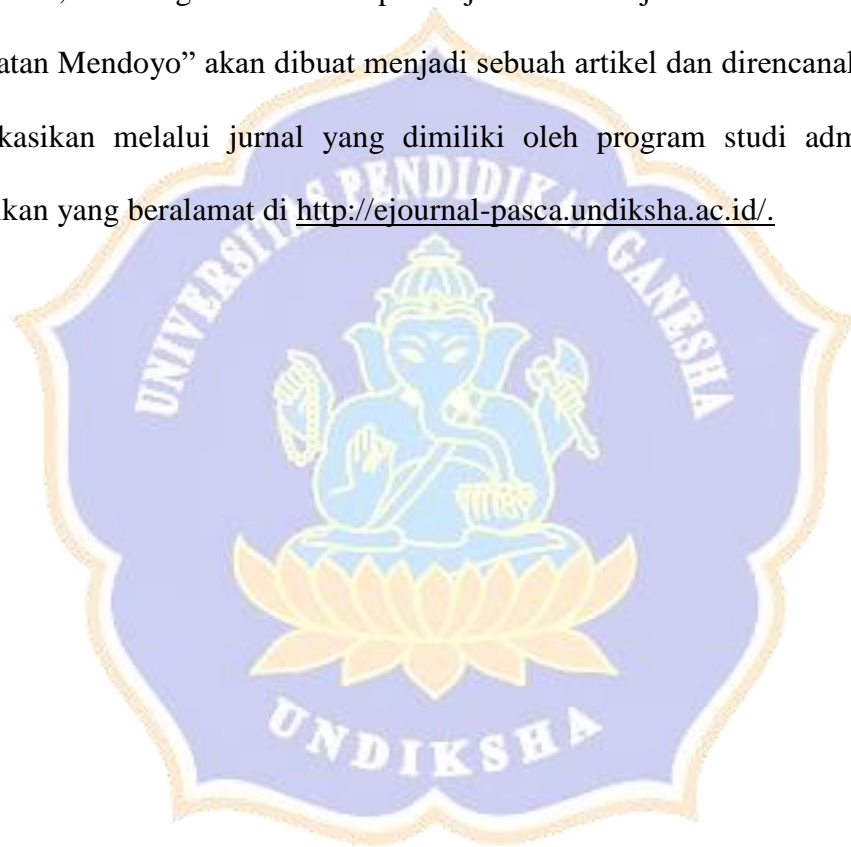 atan Mendoyo” akan dibuat menjadi sebuah artikel dan direncanal
kasikan melalui jurnal yang dimiliki oleh program studi adm
ikan yang beralamat di http://ejournal-pasca.undiksha.ac.id/.
UNIVERSITAS PENDIDIKAN GANESHA
UNDIKSHA